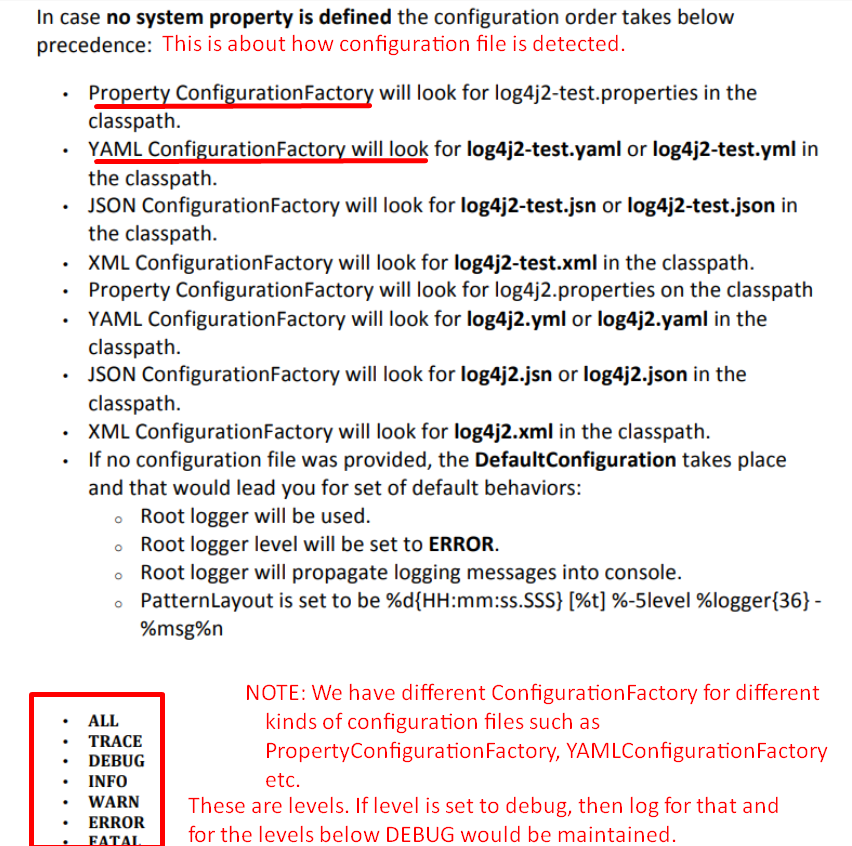 In case no system property is defined the configuration order takes below
precedence: This is about how configuration file is detected.
• Property ConfigurationFactory will look for log4j2-test.properties in the
classpath.
• YAML ConfigurationFactory will look for log4j2-test.yaml or log4j2-test.yml in
the classpath.
• JSON ConfigurationFactory will look for log4j2-test.jsn or log4j2-test.json in
the classpath.
• XML ConfigurationFactory will look for log4j2-test.xml in the classpath.
• Property ConfigurationFactory will look for log4j2.properties on the classpath
• YAML ConfigurationFactory will look for log4j2.yml or log4j2.yaml in the
classpath.
• JSON ConfigurationFactory will look for log4j2.jsn or log4j2.json in the
classpath.
• XML ConfigurationFactory will look for log4j2.xml in the classpath.
• If no configuration file was provided, the DefaultConfiguration takes place
and that would lead you for set of default behaviors:
o Root logger will be used.
o Root logger level will be set to ERROR.
o Root logger will propagate logging messages into console.
o PatternLayout is set to be %d{HH:mm:ss.SSS} [%t] %-5level %logger{36} -
%msg%n
NOTE: We have different ConfigurationFactory for different
kinds of configuration files such as
PropertyConfigurationFactory, YAMLConfigurationFactory
etc.
• ALL
• TRACE
• DEBUG
• INFO
• WARN
• ERROR
• FATAL
These are levels. If level is set to debug, then log for that and
for the levels below DEBUG would be maintained.